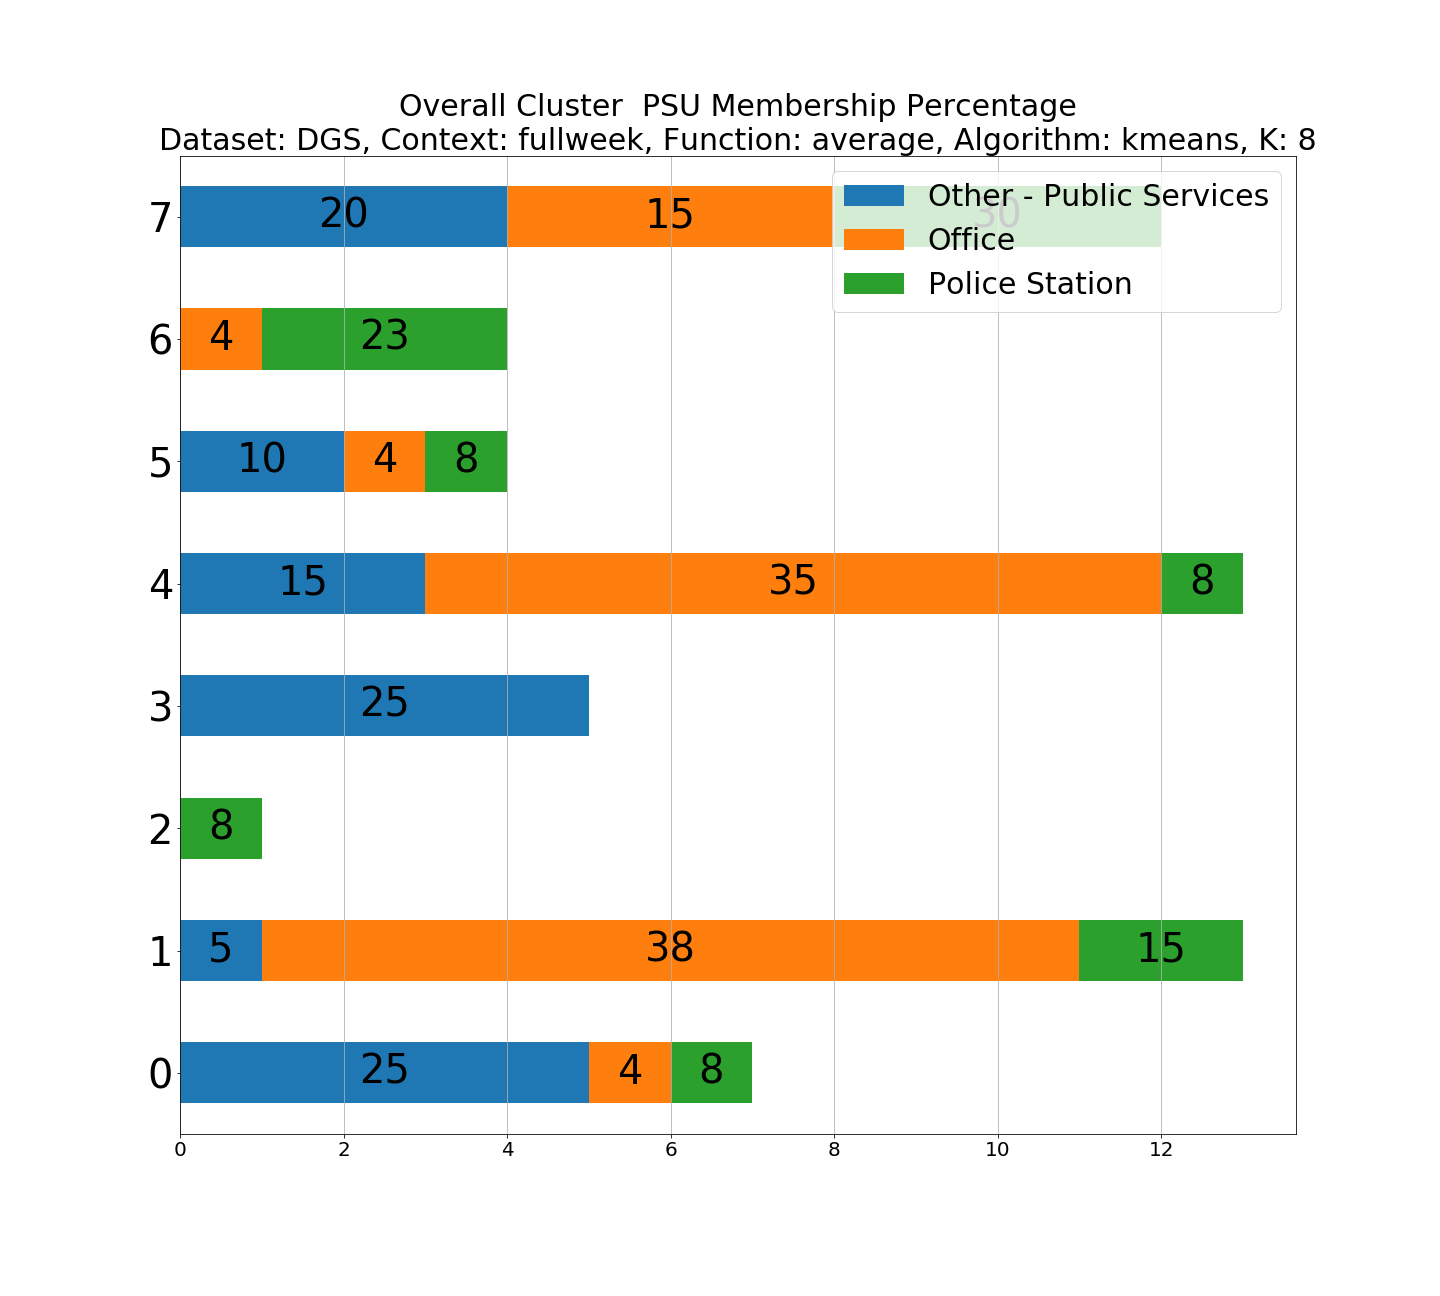 Overall Cluster  PSU Membership Percentage
Dataset: DGS, Context: fullweek, Function: average, Algorithm: kmeans, K: 8
Other - Public Services
Office
Police Station
7 20 15 30
6 4 23
5 10 4 8
4 15 35 8
3 25
2 8
1 5 38 15
0 25 4 8
0 2 4 6 8 10 12